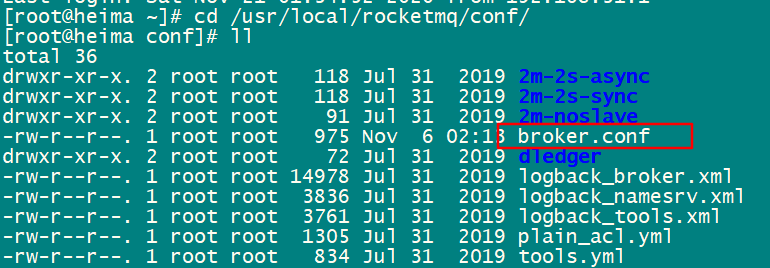 [root@heima ~]# cd /usr/local/rocketmq/conf/
[root@heima conf]# ll
total 36
drwxr-xr-x. 2 root root   118 Jul 31  2019 2m-2s-async
drwxr-xr-x. 2 root root   118 Jul 31  2019 2m-2s-sync
drwxr-xr-x. 2 root root    91 Jul 31  2019 2m-noslave
-rw-r--r--. 1 root root   975 Nov  6 02:13 broker.conf
drwxr-xr-x. 2 root root    72 Jul 31  2019 dledger
-rw-r--r--. 1 root root 14978 Jul 31  2019 logback_broker.xml
-rw-r--r--. 1 root root  3836 Jul 31  2019 logback_namesrv.xml
-rw-r--r--. 1 root root  3761 Jul 31  2019 logback_tools.xml
-rw-r--r--. 1 root root  1305 Jul 31  2019 plain_acl.yml
-rw-r--r--. 1 root root   834 Jul 31  2019 tools.yml